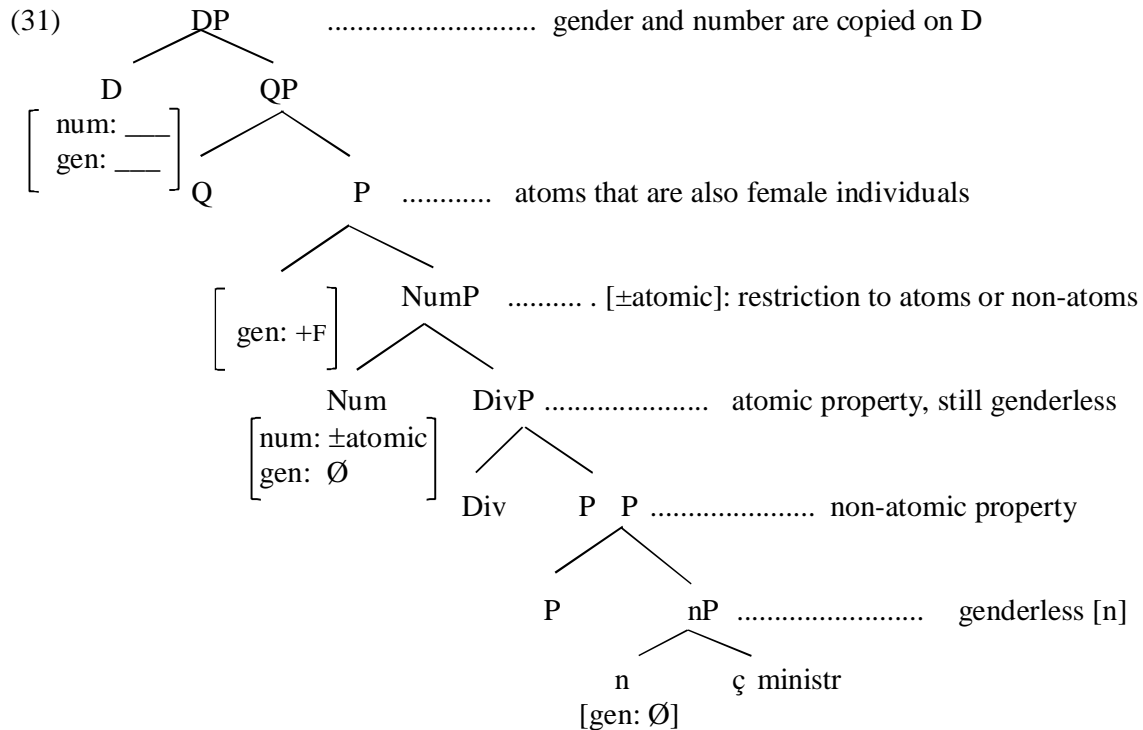 (31) DP ............................ gender and number are copied on D
D QP
num: ___
gen: ___
Q P ............ atoms that are also female individuals
NumP .......... . [±atomic]: restriction to atoms or non-atoms
gen: +F
Num DivP ...................... atomic property, still genderless
num: ±atomic
gen: Ø
Div P P ...................... non-atomic property
P nP ......................... genderless [n]
n ç ministr
[gen: Ø]